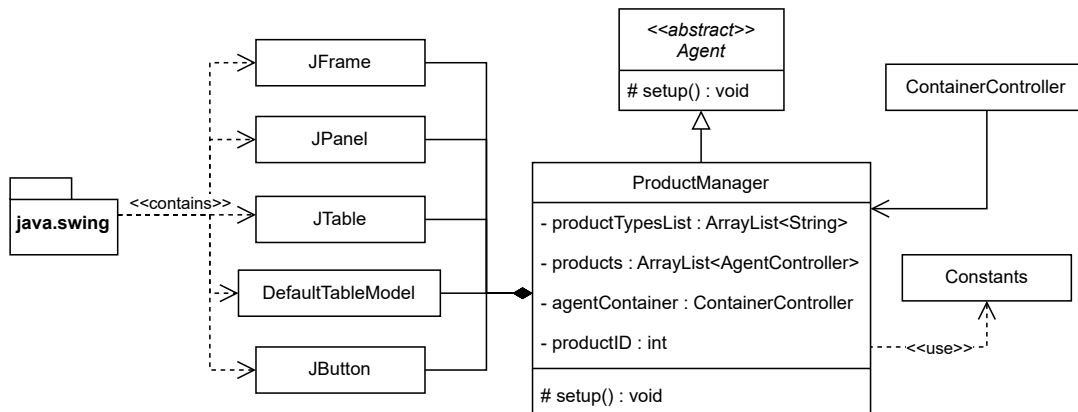 <<abstract>>
Agent
# setup() : void
JFrame
JPanel
JTable
DefaultTableModel
JButton
java.swing
<<contains>>
ContainerController
ProductManager
- productTypesList : ArrayList<String>
- products : ArrayList<AgentController>
- agentContainer : ContainerController
- productID : int
# setup() : void
Constants
<<use>>